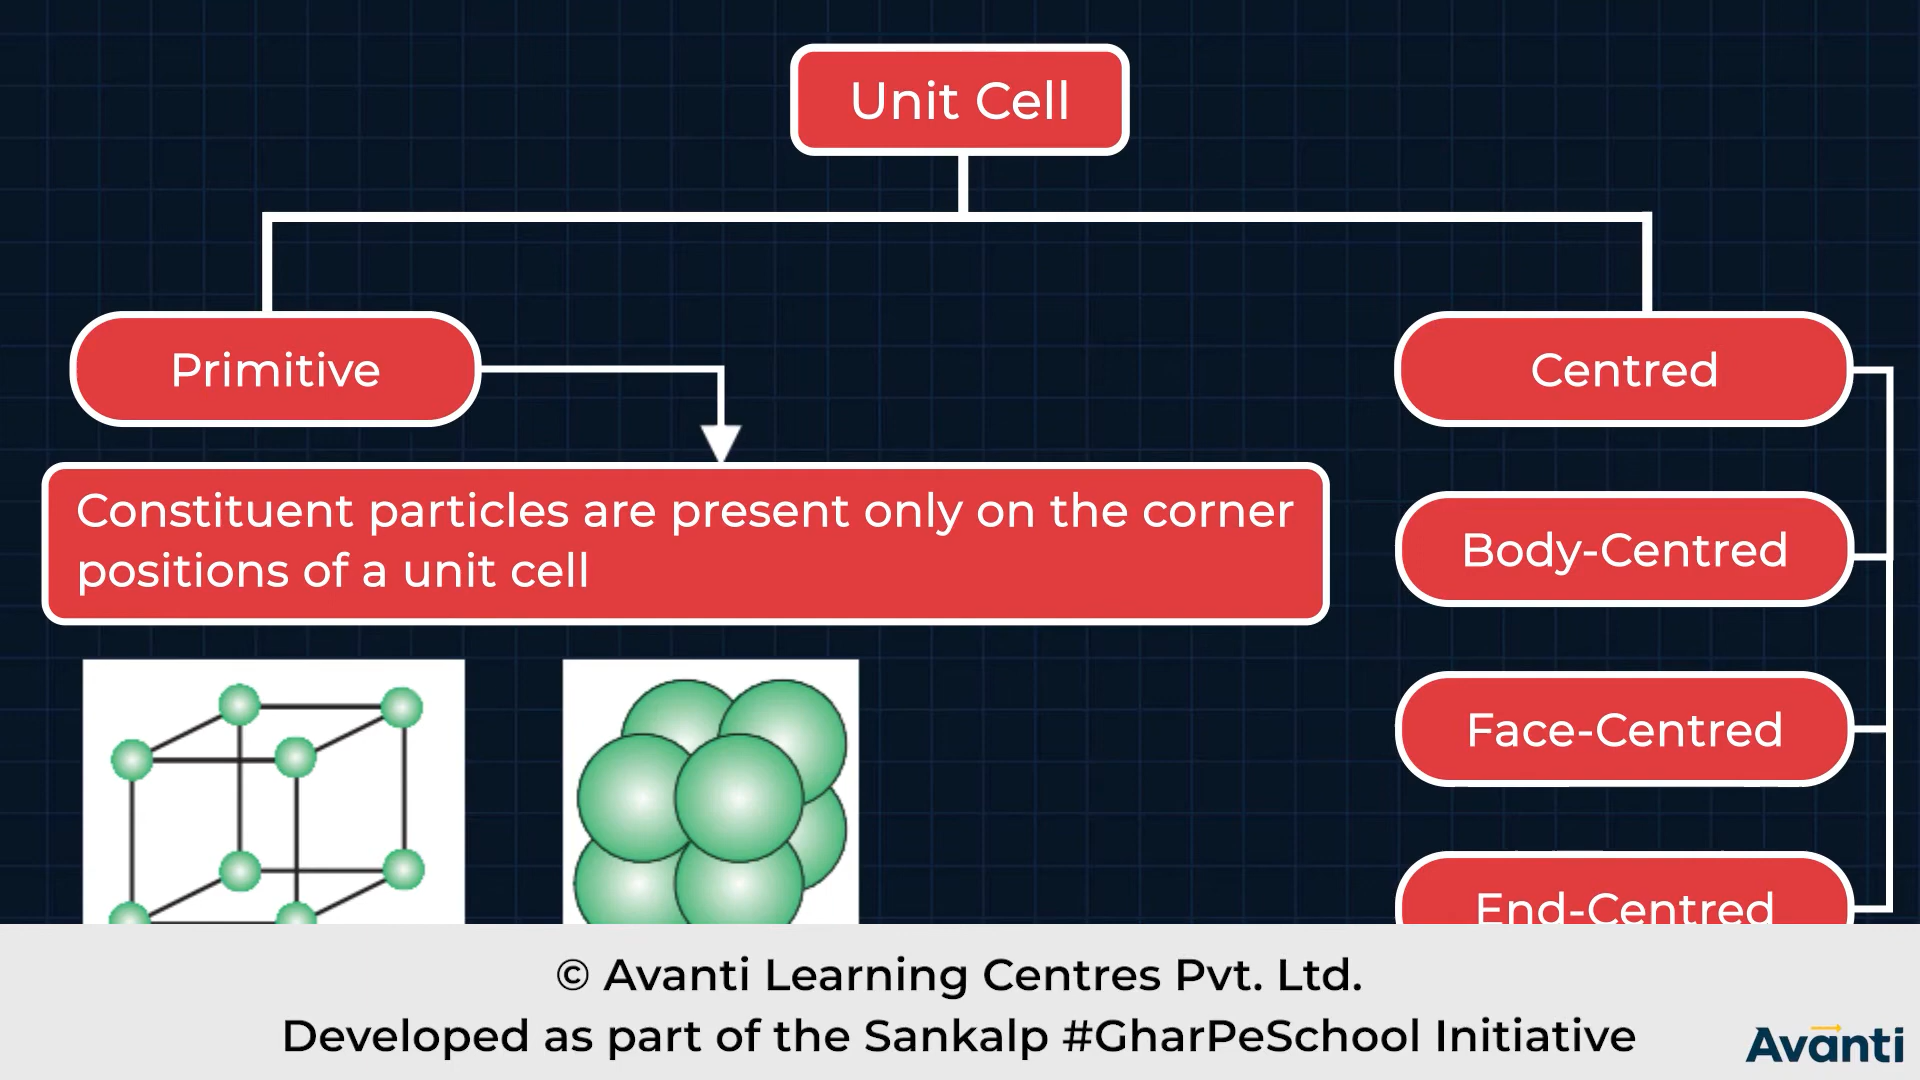 Unit Cell
Primitive
Centred
Constituent particles are present only on the corner
positions of a unit cell
Body-Centred
Face-Centred
End-Centred
© Avanti Learning Centres Pvt. Ltd.
Developed as part of the Sankalp #GharPeSchool Initiative
Avanti